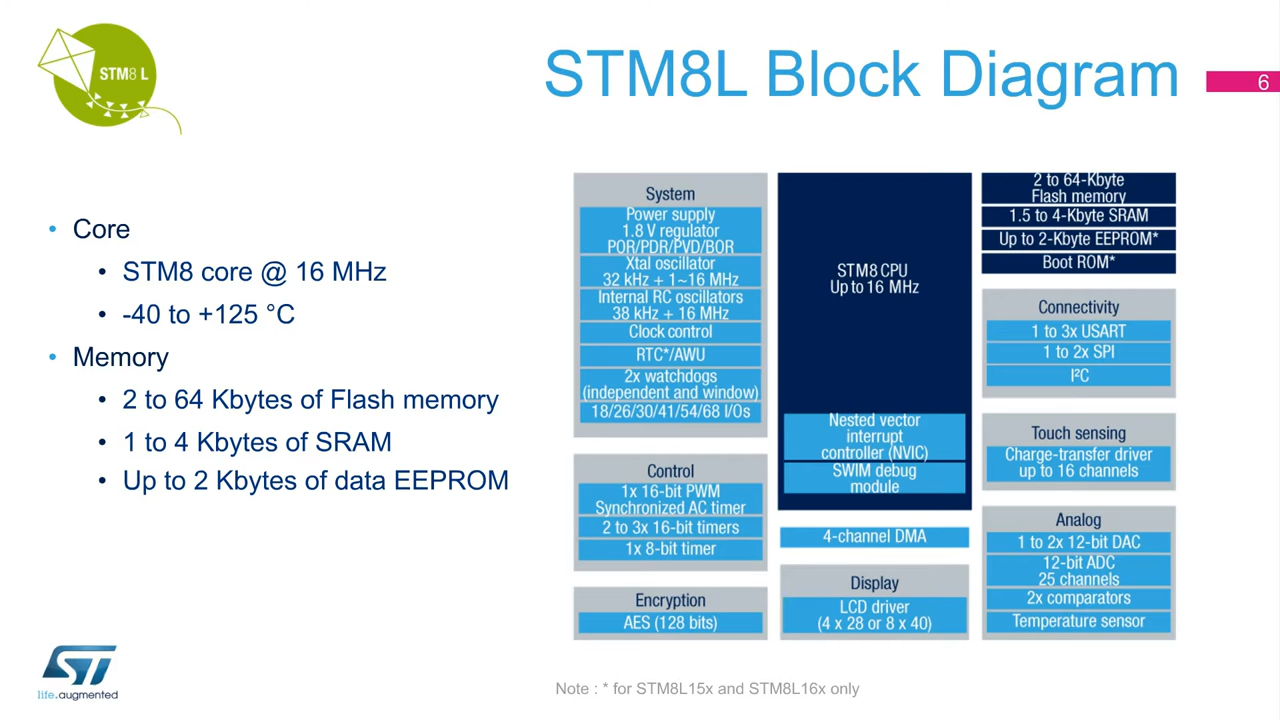 STM8 L
STM8L Block Diagram
6
• Core
• STM8 core @ 16 MHz
• -40 to +125 °C
• Memory
• 2 to 64 Kbytes of Flash memory
• 1 to 4 Kbytes of SRAM
• Up to 2 Kbytes of data EEPROM
System
Power supply
1.8 V regulator
POR/PDR/PVD/BOR
Xtal oscillator
32 kHz + 1~16 MHz
Internal RC oscillators
38 kHz + 16 MHz
Clock control
RTC*/AWU
2x watchdogs
(independent and window)
18/26/30/41/54/68 I/Os
Control
1x 16-bit PWM
Synchronized AC timer
2 to 3x 16-bit timers
1x 8-bit timer
Encryption
AES (128 bits)
STM8 CPU
Up to 16 MHz
Nested vector
interrupt
controller (NVIC)
SWIM debug
module
4-channel DMA
Display
LCD driver
(4 x 28 or 8 x 40)
2 to 64-Kbyte
Flash memory
1.5 to 4-Kbyte SRAM
Up to 2-Kbyte EEPROM*
Boot ROM*
Connectivity
1 to 3x USART
1 to 2x SPI
I²C
Touch sensing
Charge-transfer driver
up to 16 channels
Analog
1 to 2x 12-bit DAC
12-bit ADC
25 channels
2x comparators
Temperature sensor
ST
life.augmented
Note : * for STM8L15x and STM8L16x only